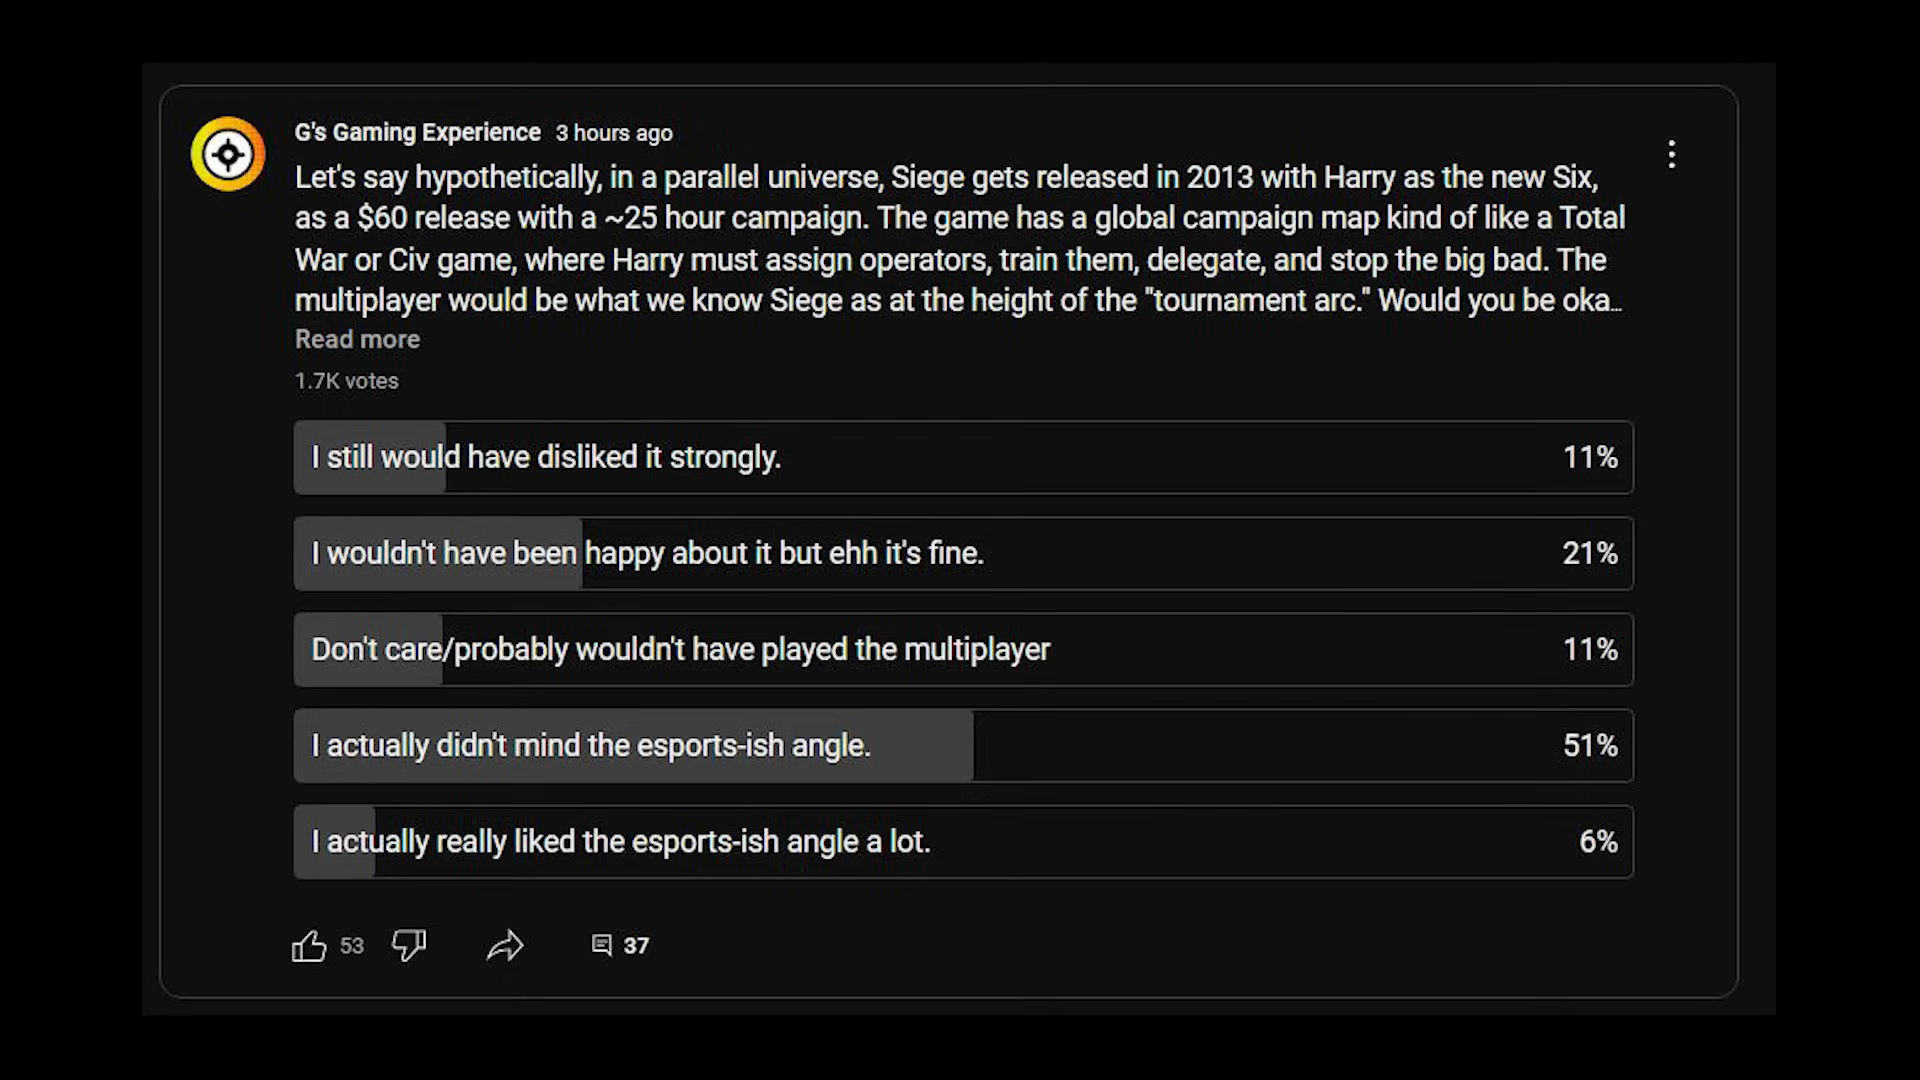 G's Gaming Experience 3 hours ago
Let's say hypothetically, in a parallel universe, Siege gets released in 2013 with Harry as the new Six,
as a $60 release with a ~25 hour campaign. The game has a global campaign map kind of like a Total
War or Civ game, where Harry must assign operators, train them, delegate, and stop the big bad. The
multiplayer would be what we know Siege as at the height of the "tournament arc." Would you be oka...
Read more
1.7K votes
I still would have disliked it strongly. 11%
I wouldn't have been happy about it but ehh it's fine. 21%
Don't care/probably wouldn't have played the multiplayer 11%
I actually didn't mind the esports-ish angle. 51%
I actually really liked the esports-ish angle a lot. 6%
53 37